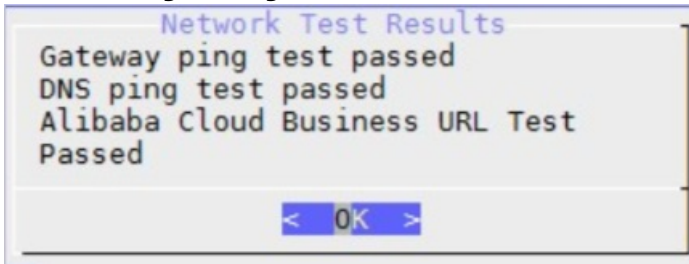 Network Test Results
Gateway ping test passed
DNS ping test passed
Alibaba Cloud Business URL Test
Passed
< OK >